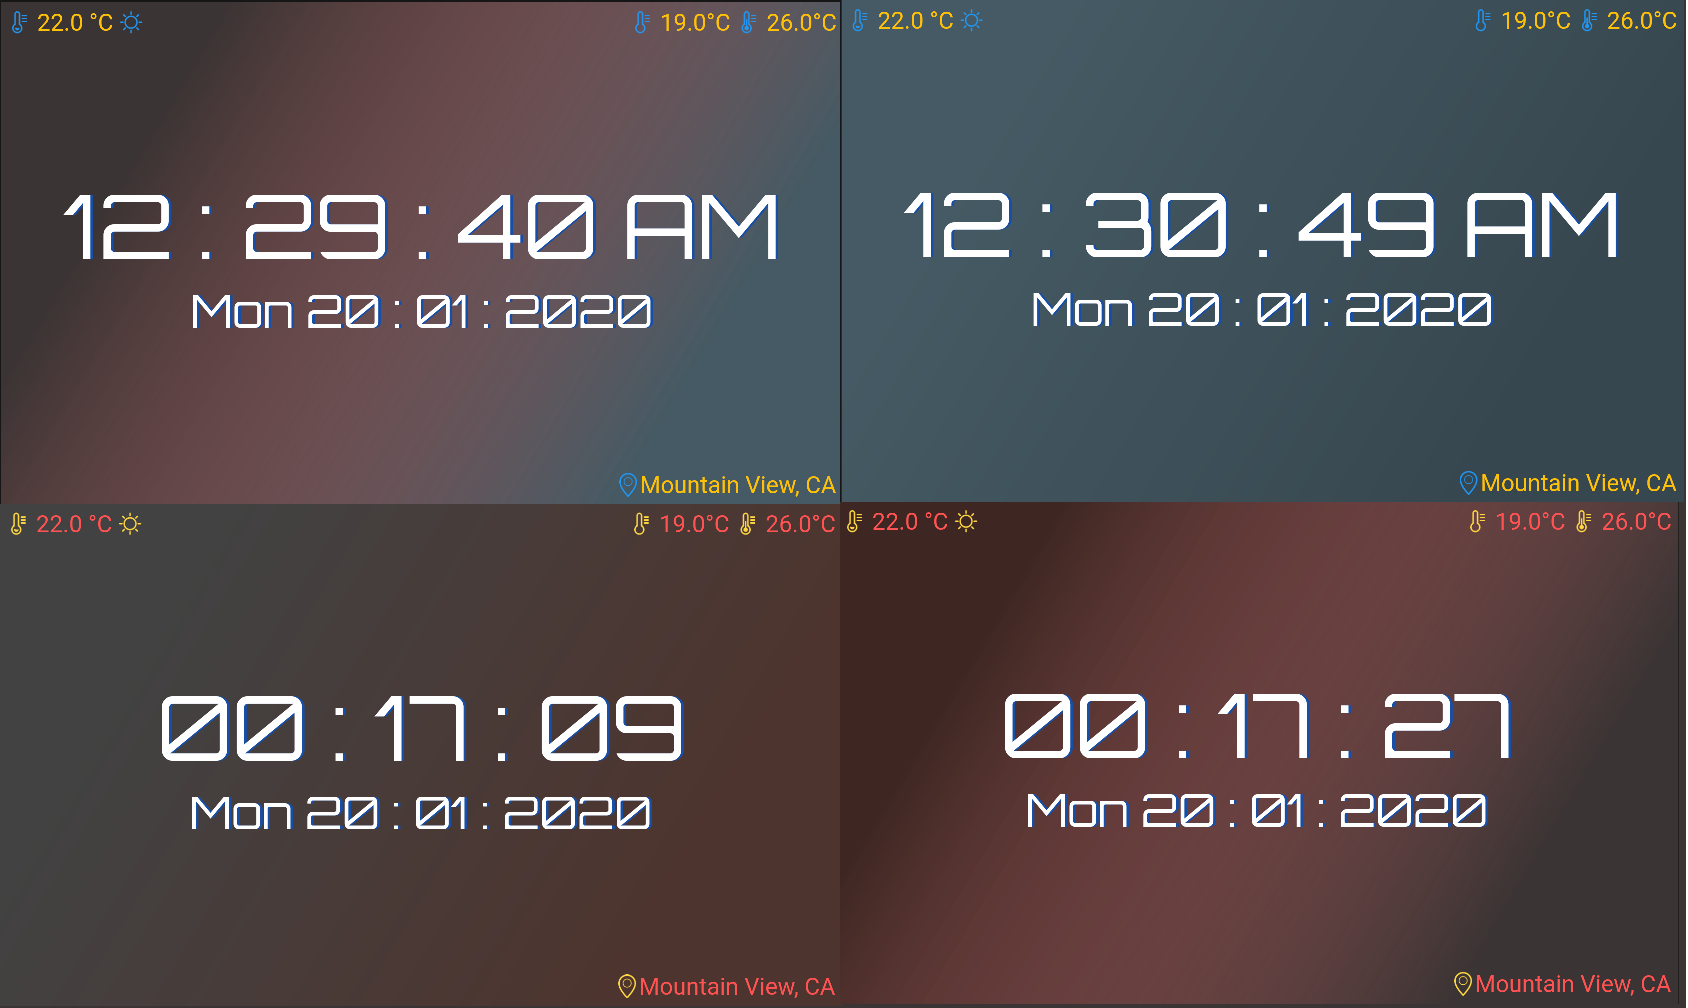 22.0 °C
19.0°C 26.0°C
12 : 29 : 40 AM
Mon 20 : 01 : 2020
Mountain View, CA
22.0 °C
19.0°C 26.0°C
12 : 30 : 49 AM
Mon 20 : 01 : 2020
Mountain View, CA
22.0 °C
19.0°C 26.0°C
00 : 17 : 09
Mon 20 : 01 : 2020
Mountain View, CA
22.0 °C
19.0°C 26.0°C
00 : 17 : 27
Mon 20 : 01 : 2020
Mountain View, CA